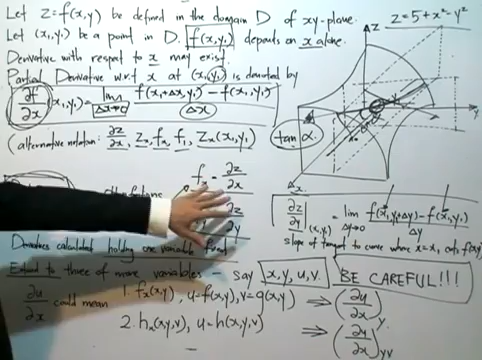 Let z=f(x,y) be defined in the domain D of xy-plane.
z=5+x²-y²
Let (x₁,y₁) be a point in D. f(x,y₁) depends on x alone.
Derivative with respect to x may exist.
Partial Derivative w.r.t x at (x₁,y₁) is denoted by
∂f/∂x (x₁,y₁) = lim Δx→0 f(x₁+Δx,y₁)-f(x₁,y₁) / Δx
tan α.
(alternative notation: ∂z/∂x, zₓ, fₓ, f₁, zₓ(x₁,y₁)
= ∂z/∂x
∂z/∂y
∂z/∂y (x₁,y₁) = lim Δy→0 f(x₁,y₁+Δy)-f(x₁,y₁) / Δy
slope of tangent to curve where x=x₁ cuts f(x,y)
calculated holding one variable fixed
Extend to three of more variables - say x,y,u,v.
BE CAREFUL!!!
∂u/∂x could mean
1. fₓ(x,y), u=f(x,y), v=g(x,y) ⇒ (∂u/∂x)y
2. hₓ(x,y,v), u=h(x,y,v) ⇒ (∂u/∂x)yv